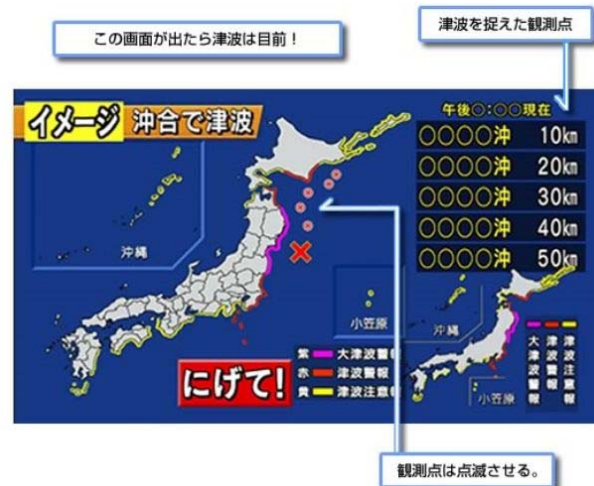 この画面が出たら津波は目前！
津波を捉えた観測点
イメージ 沖合で津波
午後○:○○現在
○○○○沖 10km
○○○○沖 20km
○○○○沖 30km
○○○○沖 40km
○○○○沖 50km
沖縄
小笠原
にげて!
紫 大津波警報
赤 津波警報
黄 津波注意報
沖縄
小笠原
大津波警報
津波警報
津波注意報
観測点は点滅させる。